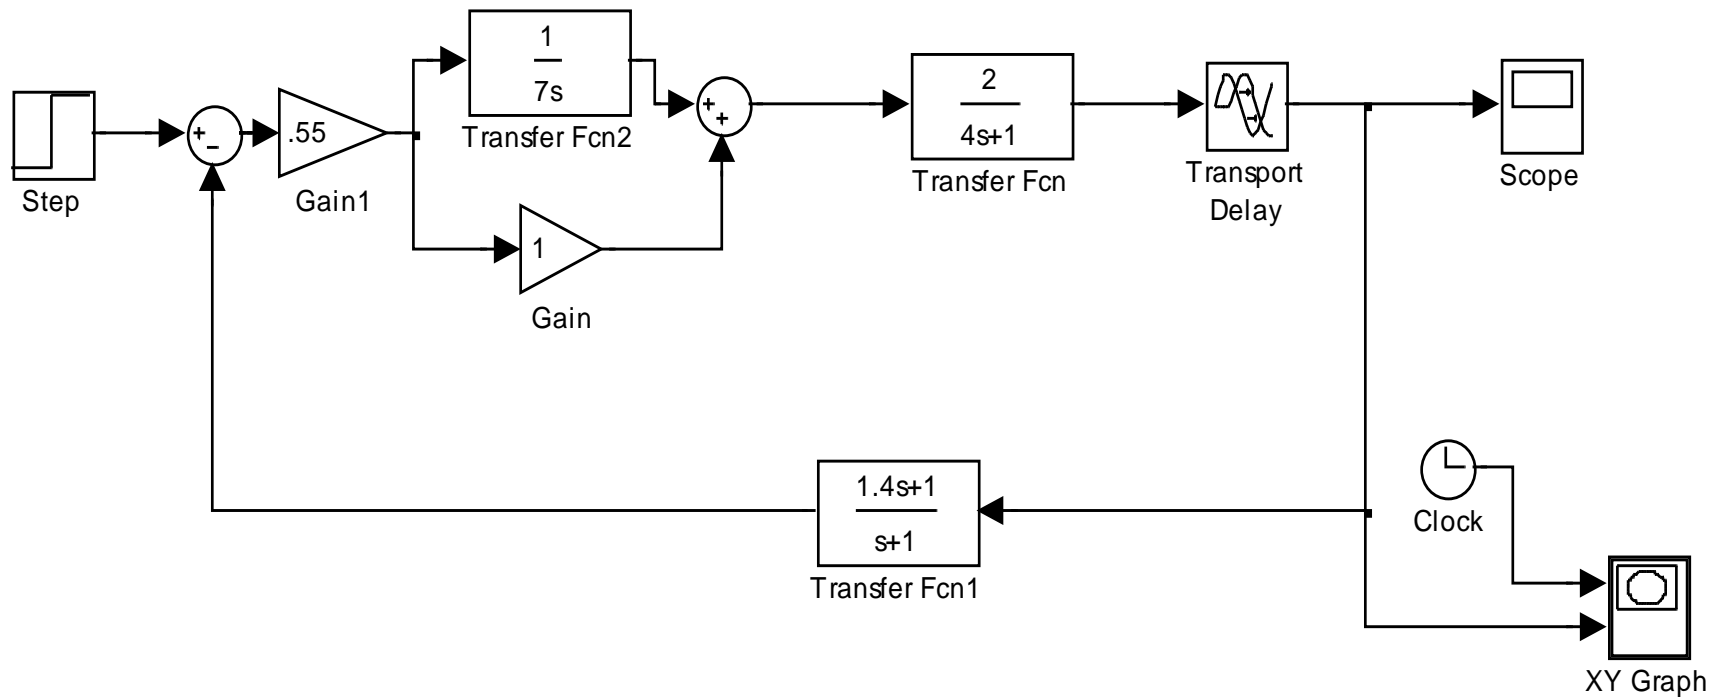 Step
+
−
.55
Gain1
1
7s
Transfer Fcn2
1
Gain
+
+
2
4s+1
Transfer Fcn
Transport
Delay
Scope
1.4s+1
s+1
Transfer Fcn1
Clock
XY Graph